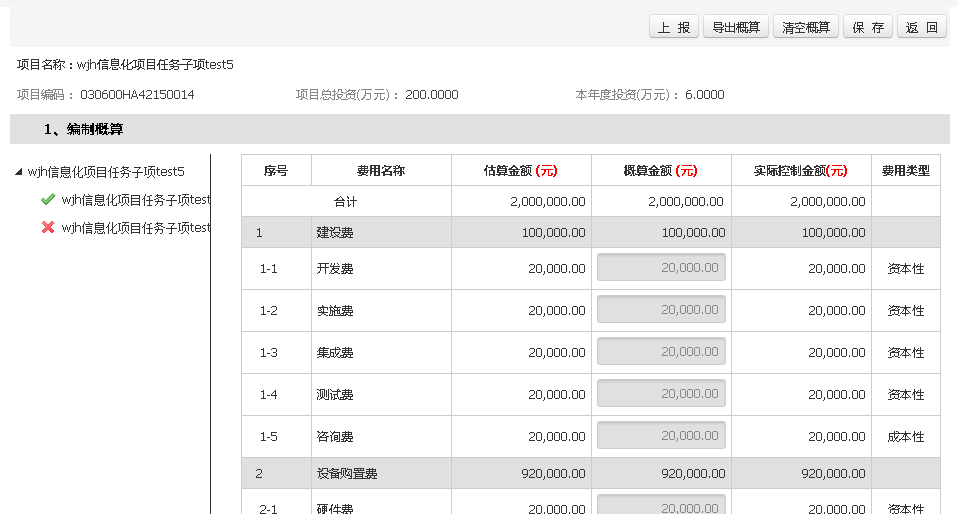 上 报 导出概算 清空概算 保 存 返 回
项目名称：wjh信息化项目任务子项test5
项目编码： 030600HA42150014 项目总投资(万元)： 200.0000 本年度投资(万元)： 6.0000
1、编制概算
wjh信息化项目任务子项test5
wjh信息化项目任务子项test
wjh信息化项目任务子项test
序号 费用名称 估算金额 (元) 概算金额 (元) 实际控制金额(元) 费用类型
合计 2,000,000.00 2,000,000.00 2,000,000.00
1 建设费 100,000.00 100,000.00 100,000.00
1-1 开发费 20,000.00 20,000.00 20,000.00 资本性
1-2 实施费 20,000.00 20,000.00 20,000.00 资本性
1-3 集成费 20,000.00 20,000.00 20,000.00 资本性
1-4 测试费 20,000.00 20,000.00 20,000.00 资本性
1-5 咨询费 20,000.00 20,000.00 20,000.00 成本性
2 设备购置费 920,000.00 920,000.00 920,000.00
2-1 硬件费 20,000.00 20,000.00 20,000.00 资本性